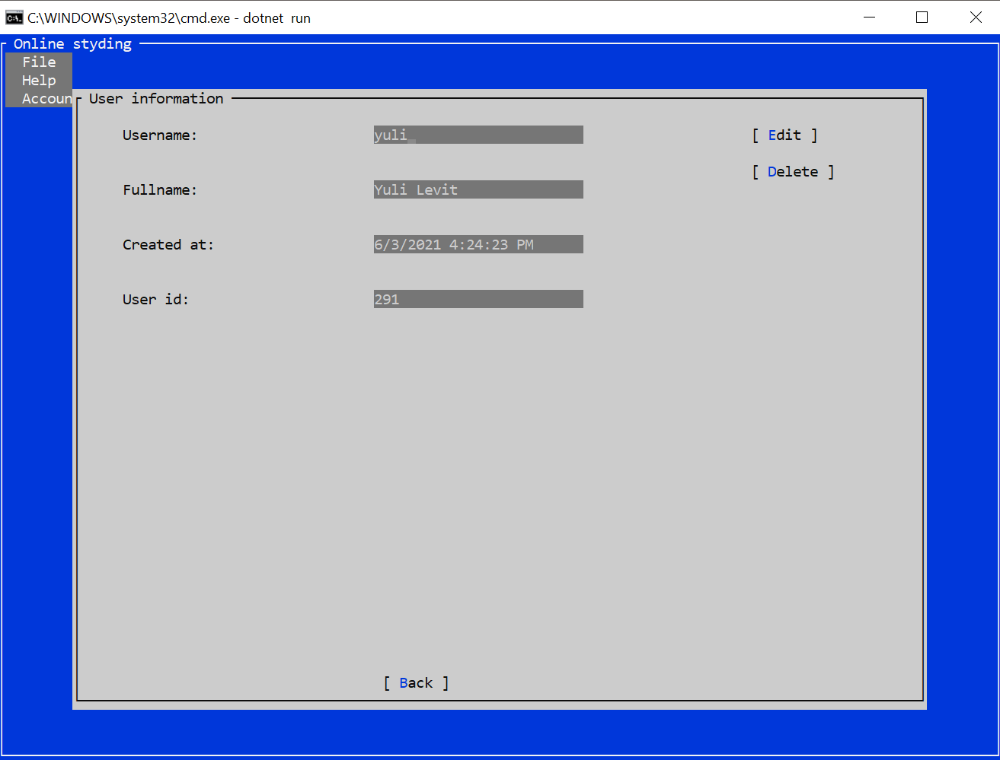 C:\WINDOWS\system32\cmd.exe - dotnet  run
Online styding
File
Help
Accoun
User information
Username: yuli_ [ Edit ]
[ Delete ]
Fullname: Yuli Levit
Created at: 6/3/2021 4:24:23 PM
User id: 291
[ Back ]